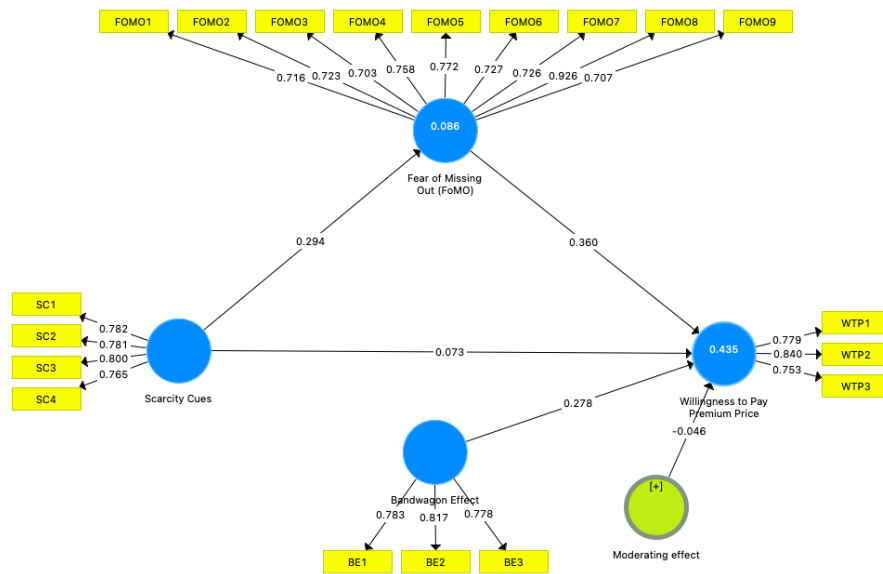 FOMO1
FOMO2
FOMO3
FOMO4
FOMO5
FOMO6
FOMO7
FOMO8
FOMO9
0.716
0.723
0.703
0.758
0.772
0.727
0.726
0.926
0.707
0.086
Fear of Missing
Out (FoMO)
0.294
0.360
SC1
SC2
SC3
SC4
0.782
0.781
0.800
0.765
Scarcity Cues
0.073
0.435
Willingness to Pay
Premium Price
0.779
0.840
0.753
WTP1
WTP2
WTP3
0.278
-0.046
Bandwagon Effect
0.783
0.817
0.778
BE1
BE2
BE3
[+]
Moderating effect